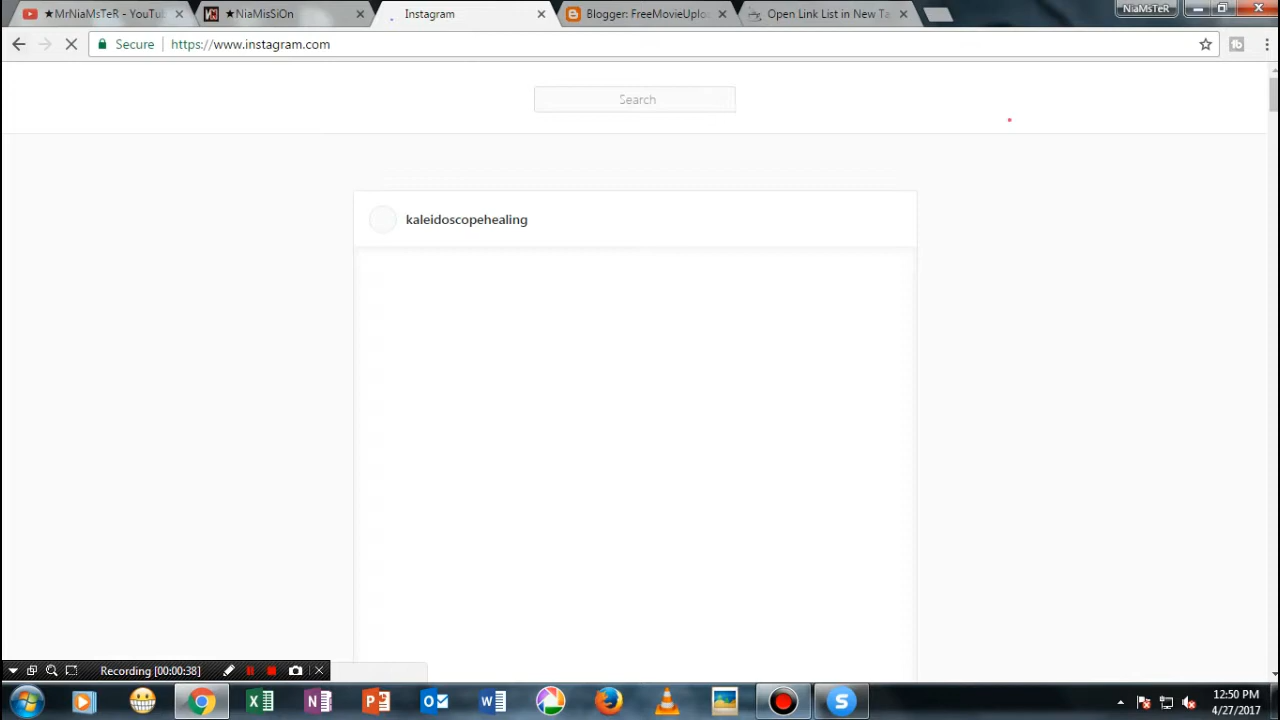 ★MrNiaMsTeR - YouTu
★NiaMisSiOn
Instagram
Blogger: FreeMovieUplo
Open Link List in New Ta
NiAMsTeR
Secure
https://www.instagram.com
Search
kaleidoscopehealing
Recording [00:00:38]
12:50 PM
4/27/2017